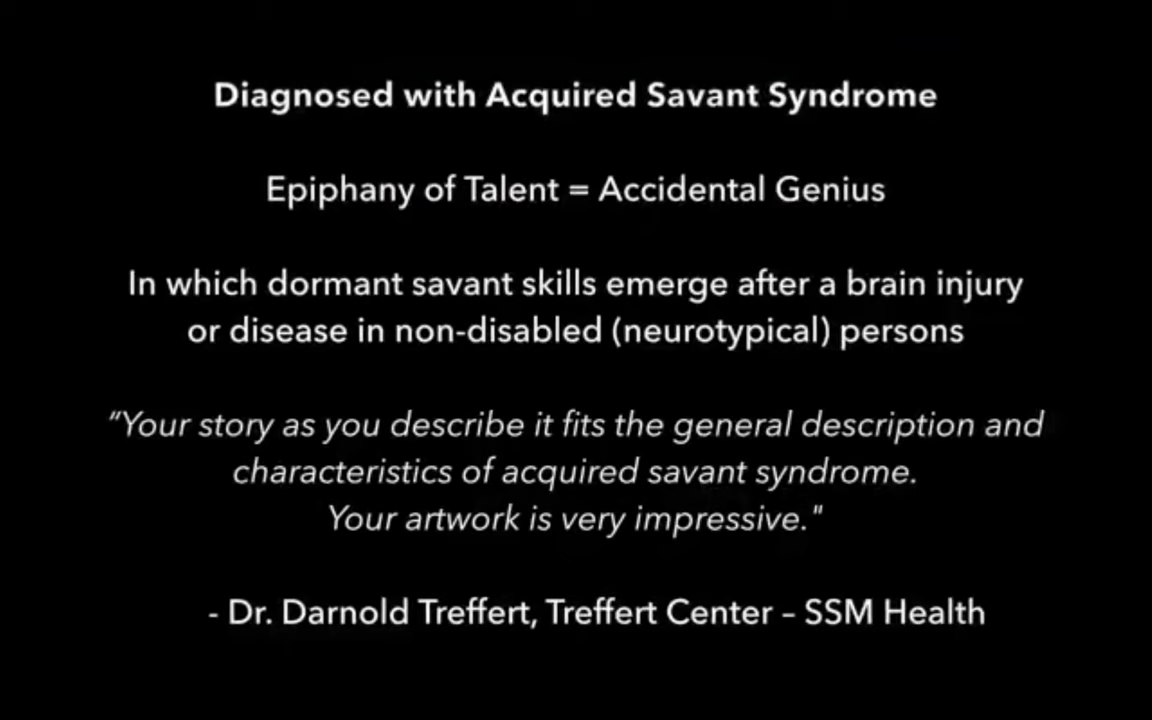 Diagnosed with Acquired Savant Syndrome
Epiphany of Talent = Accidental Genius
In which dormant savant skills emerge after a brain injury
or disease in non-disabled (neurotypical) persons
"Your story as you describe it fits the general description and
characteristics of acquired savant syndrome.
Your artwork is very impressive."
- Dr. Darnold Treffert, Treffert Center – SSM Health